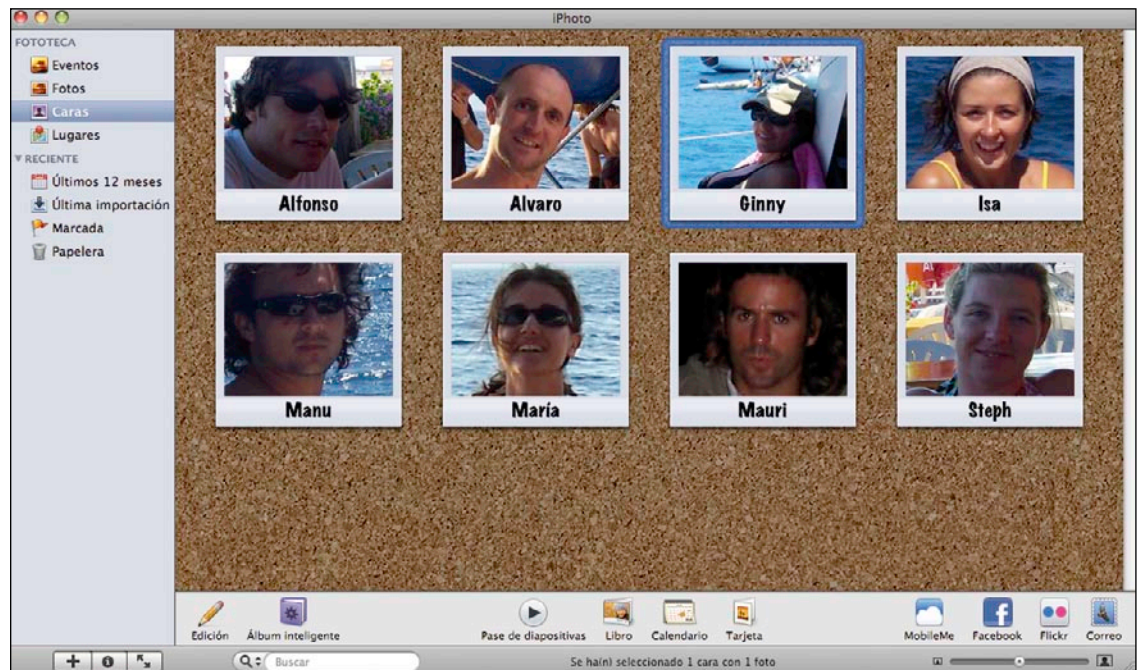 iPhoto
FOTOTECA
Eventos
Fotos
Caras
Lugares
RECIENTE
Últimos 12 meses
Última importación
Marcada
Papelera
Alfonso
Alvaro
Ginny
Isa
Manu
María
Mauri
Steph
Edición
Álbum inteligente
Pase de diapositivas
Libro
Calendario
Tarjeta
MobileMe
Facebook
Flickr
Correo
Buscar
Se ha(n) seleccionado 1 cara con 1 foto